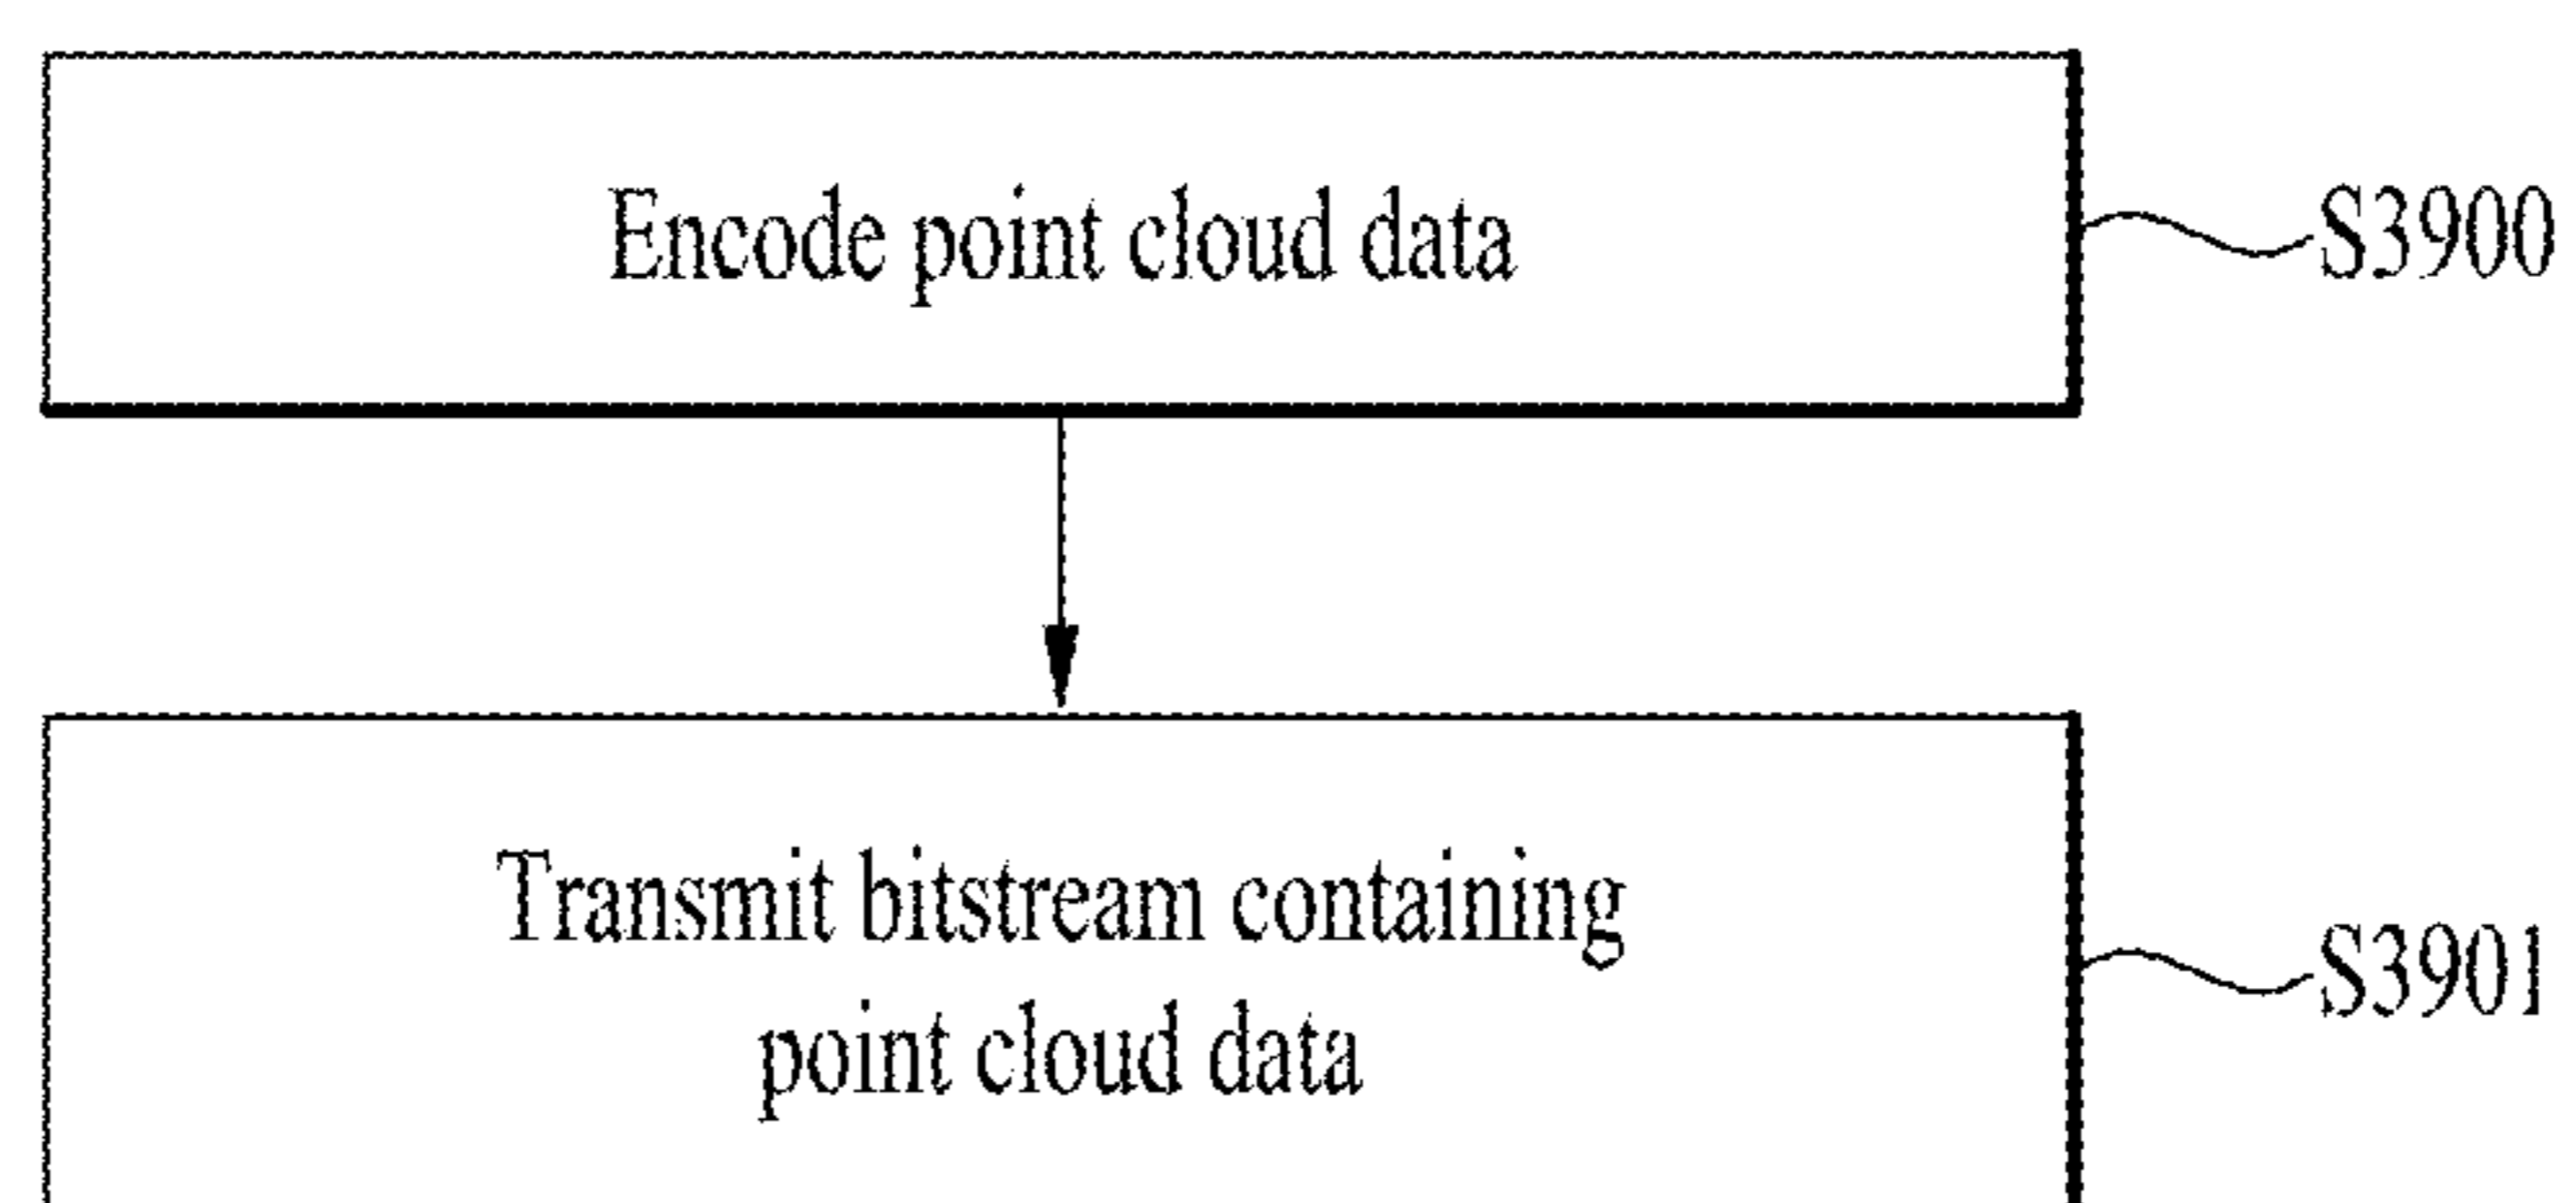 Encode point cloud data
S3900
Transmit bitstream containing
point cloud data
S3901